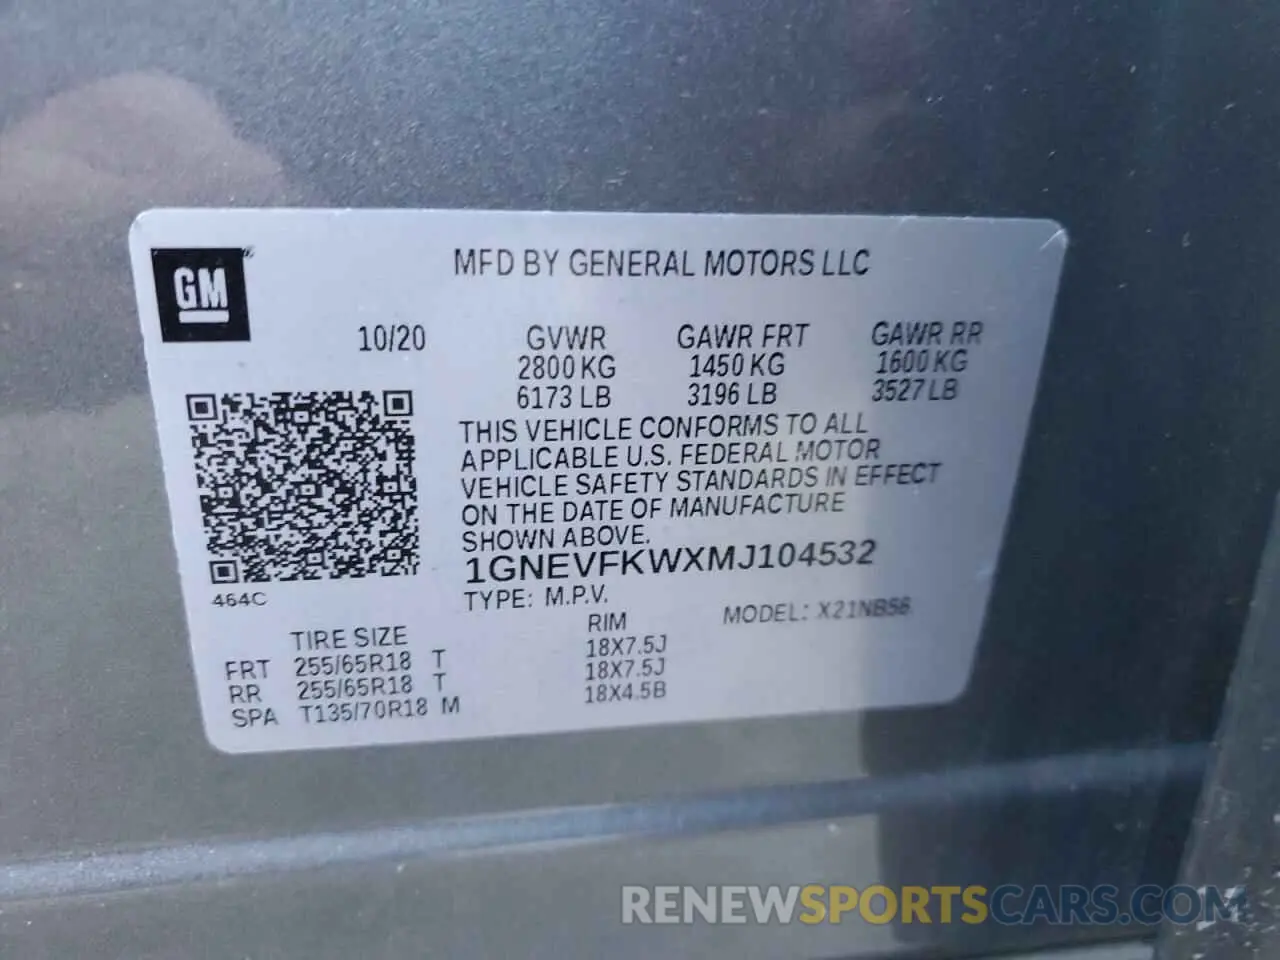 MFD BY GENERAL MOTORS LLC
GM
10/20 GVWR GAWR FRT GAWR RR
2800 KG 1450 KG 1600 KG
6173 LB 3196 LB 3527 LB
THIS VEHICLE CONFORMS TO ALL
APPLICABLE U.S. FEDERAL MOTOR
VEHICLE SAFETY STANDARDS IN EFFECT
ON THE DATE OF MANUFACTURE
SHOWN ABOVE.
1GNEVFKWXMJ104532
464C TYPE: M.P.V. MODEL: X21NB56
TIRE SIZE RIM
FRT 255/65R18 T 18X7.5J
RR 255/65R18 T 18X7.5J
SPA T135/70R18 M 18X4.5B
RENEWSPORTSCARS.COM